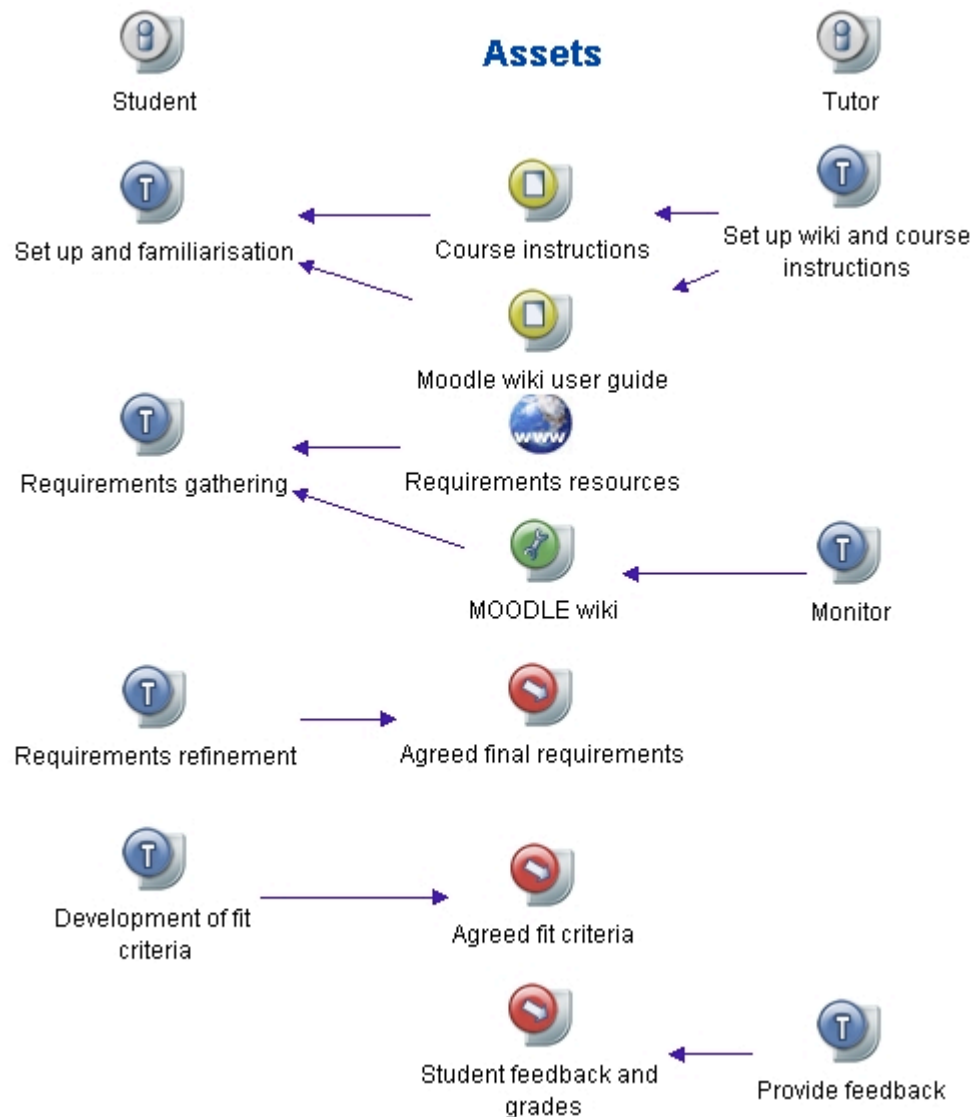 Assets
Student
Tutor
Set up and familiarisation
Course instructions
Set up wiki and course
instructions
Moodle wiki user guide
www
Requirements gathering
Requirements resources
MOODLE wiki
Monitor
Requirements refinement
Agreed final requirements
Development of fit
criteria
Agreed fit criteria
Student feedback and
grades
Provide feedback
T
T
T
T
T
T
T